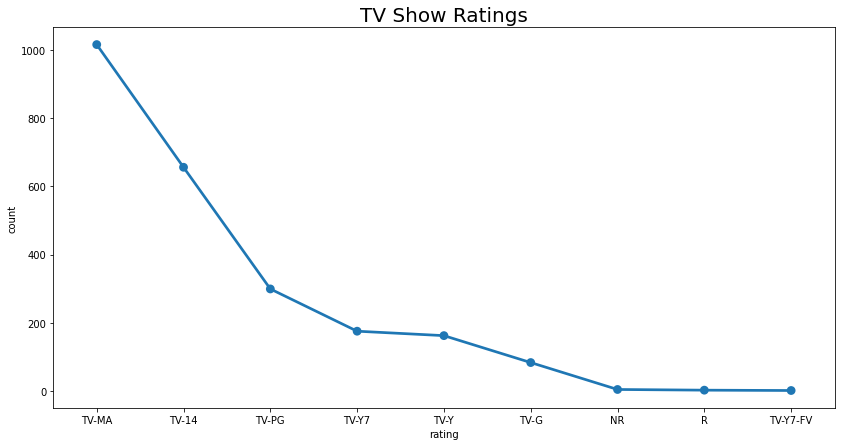 TV Show Ratings
1000
800
600
400
200
0
count
TV-MA TV-14 TV-PG TV-Y7 TV-Y TV-G NR R TV-Y7-FV
rating